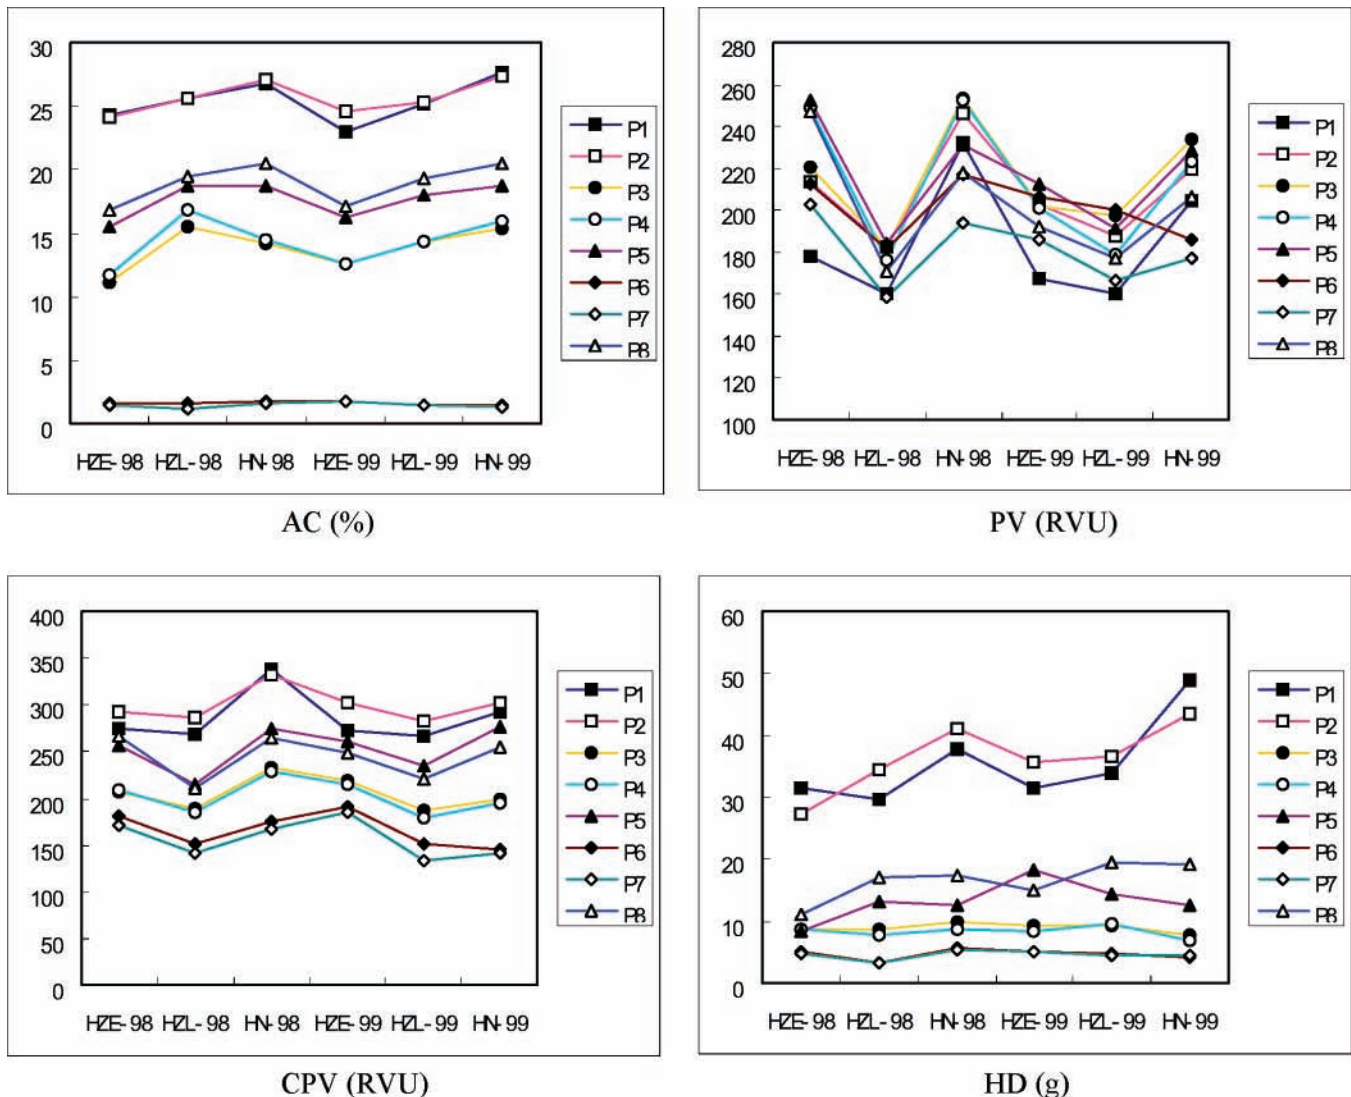 30
25
20
15
10
5
0
HZE-98 HZL-98 HN-98 HZE-99 HZL-99 HN-99
P1
P2
P3
P4
P5
P6
P7
P8
AC (%)
280
260
240
220
200
180
160
140
120
100
HZE-98 HZL-98 HN-98 HZE-99 HZL-99 HN-99
P1
P2
P3
P4
P5
P6
P7
P8
PV (RVU)
400
350
300
250
200
150
100
50
0
HZE-98 HZL-98 HN-98 HZE-99 HZL-99 HN-99
P1
P2
P3
P4
P5
P6
P7
P8
CPV (RVU)
60
50
40
30
20
10
0
HZE-98 HZL-98 HN-98 HZE-99 HZL-99 HN-99
P1
P2
P3
P4
P5
P6
P7
P8
HD (g)